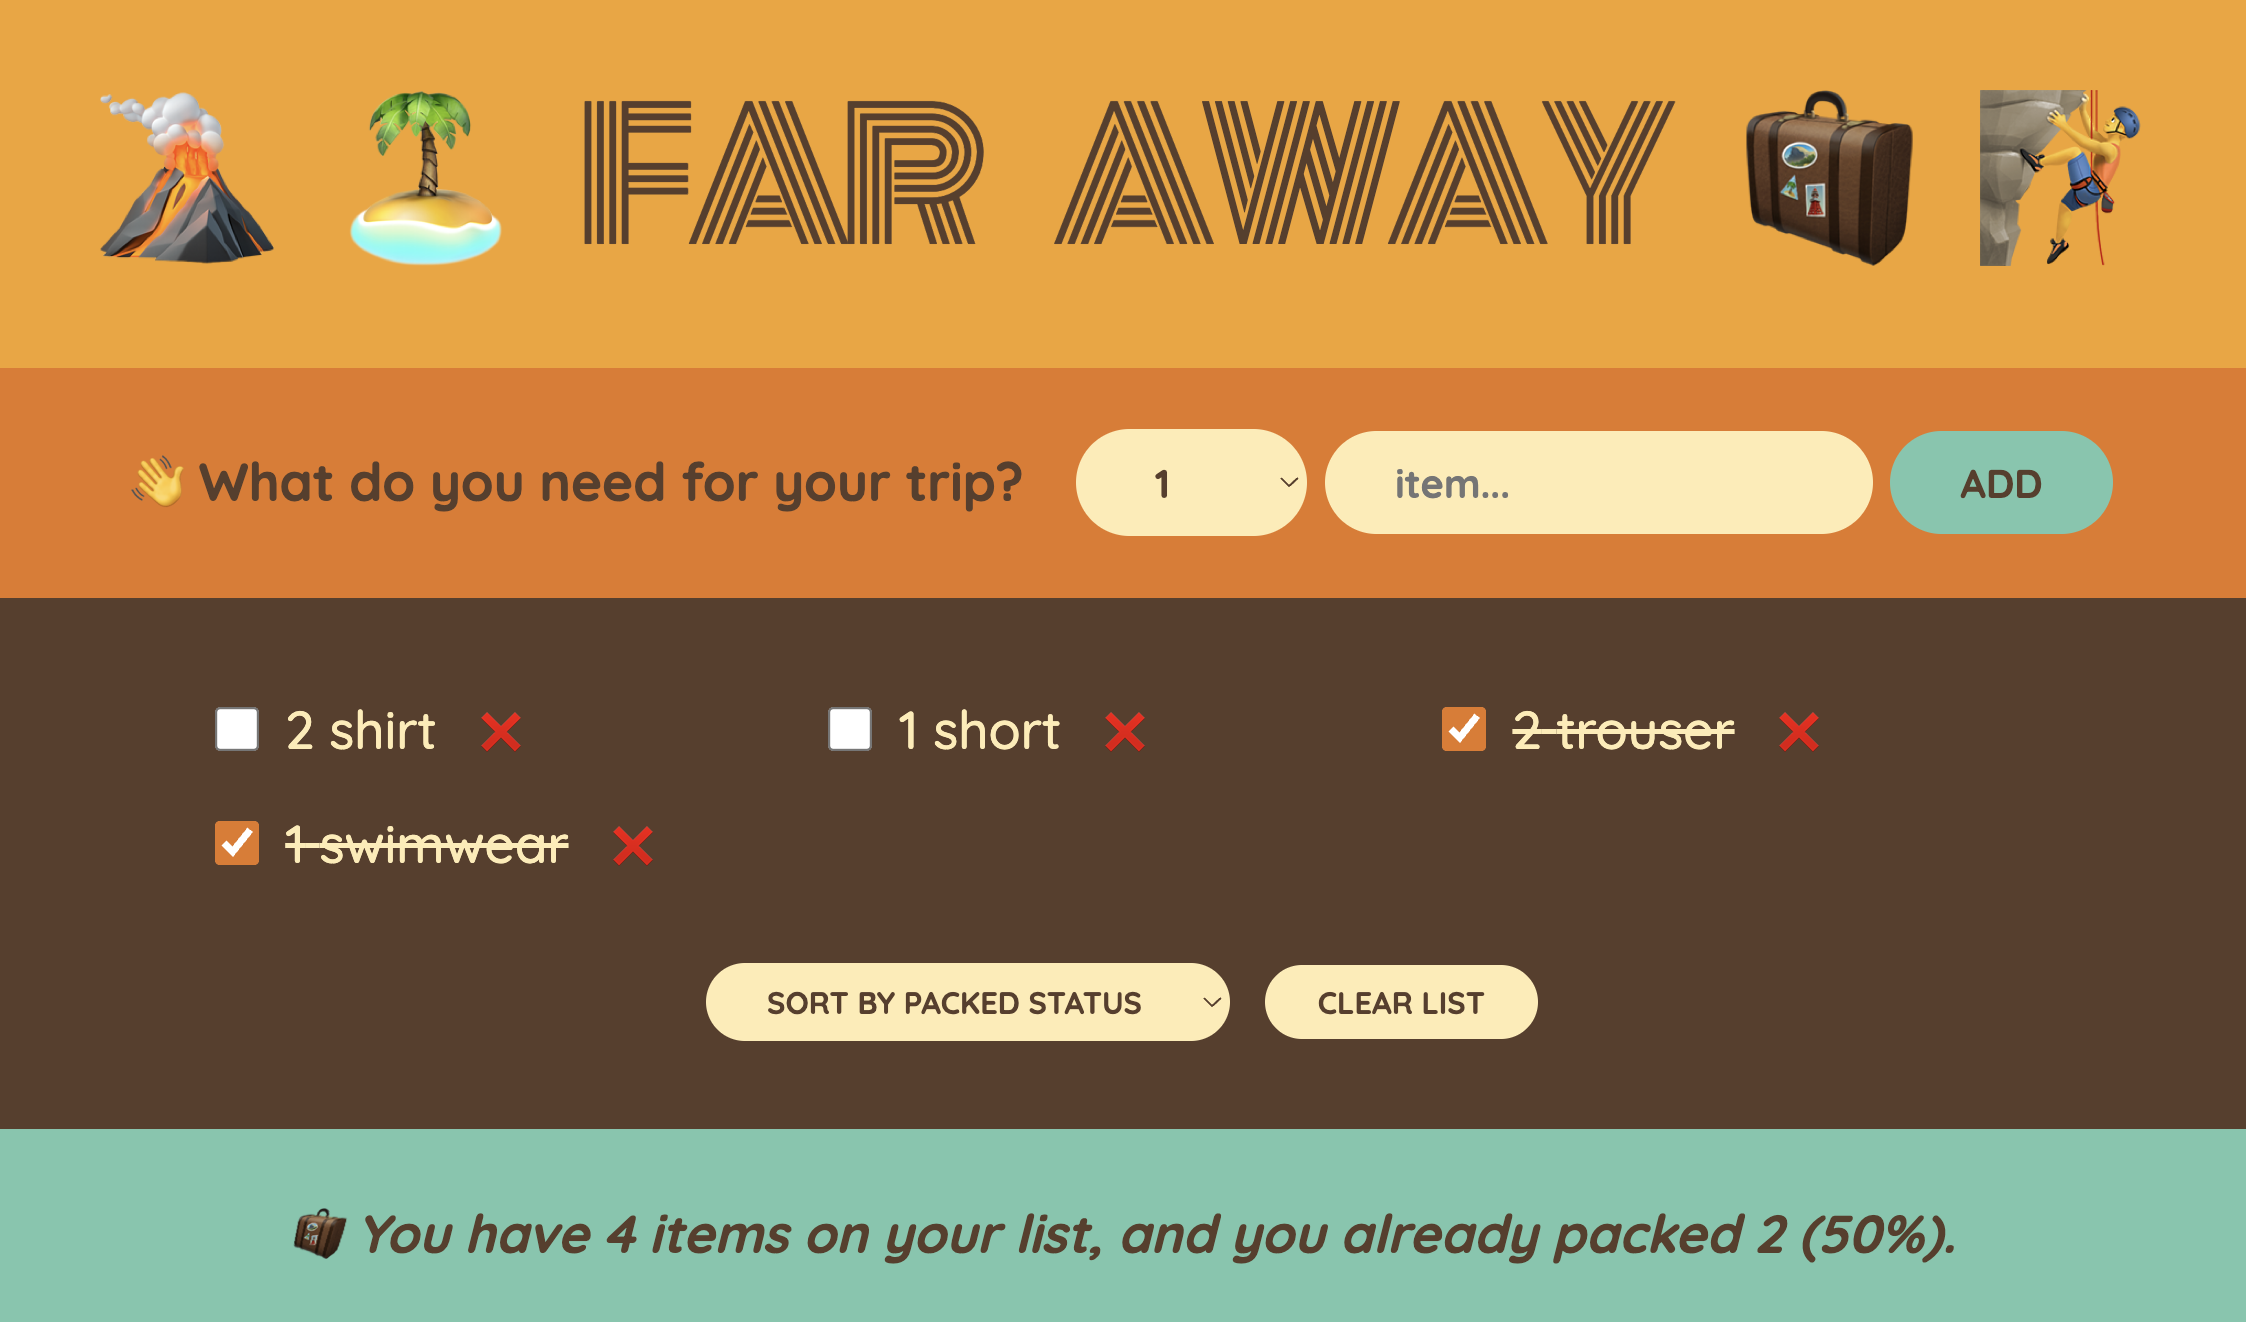 FAR AWAY
👋 What do you need for your trip? 1 item... ADD
2 shirt ❌ 1 short ❌ 2 trouser ❌
1 swimwear ❌
SORT BY PACKED STATUS CLEAR LIST
🧳 You have 4 items on your list, and you already packed 2 (50%).